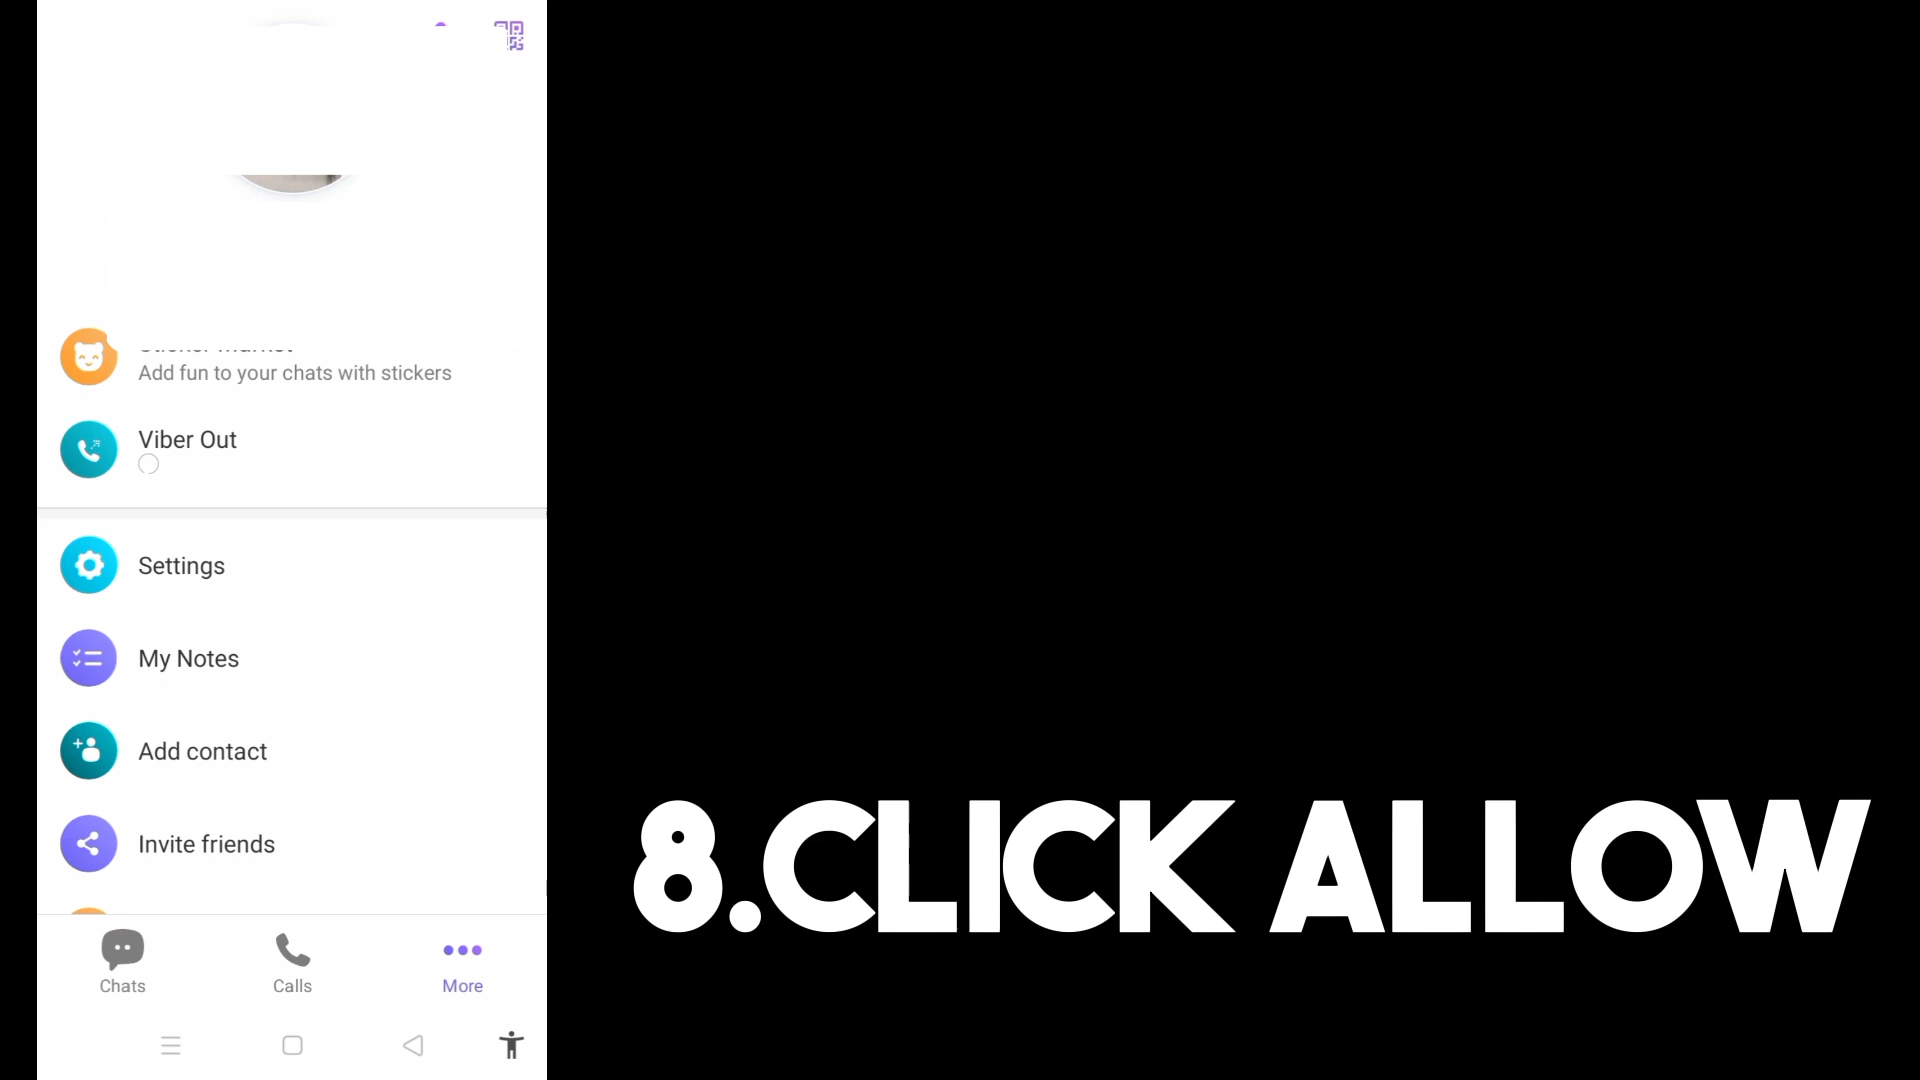 Add fun to your chats with stickers
Viber Out
Settings
My Notes
Add contact
Invite friends
Chats
Calls
More
8.CLICK ALLOW